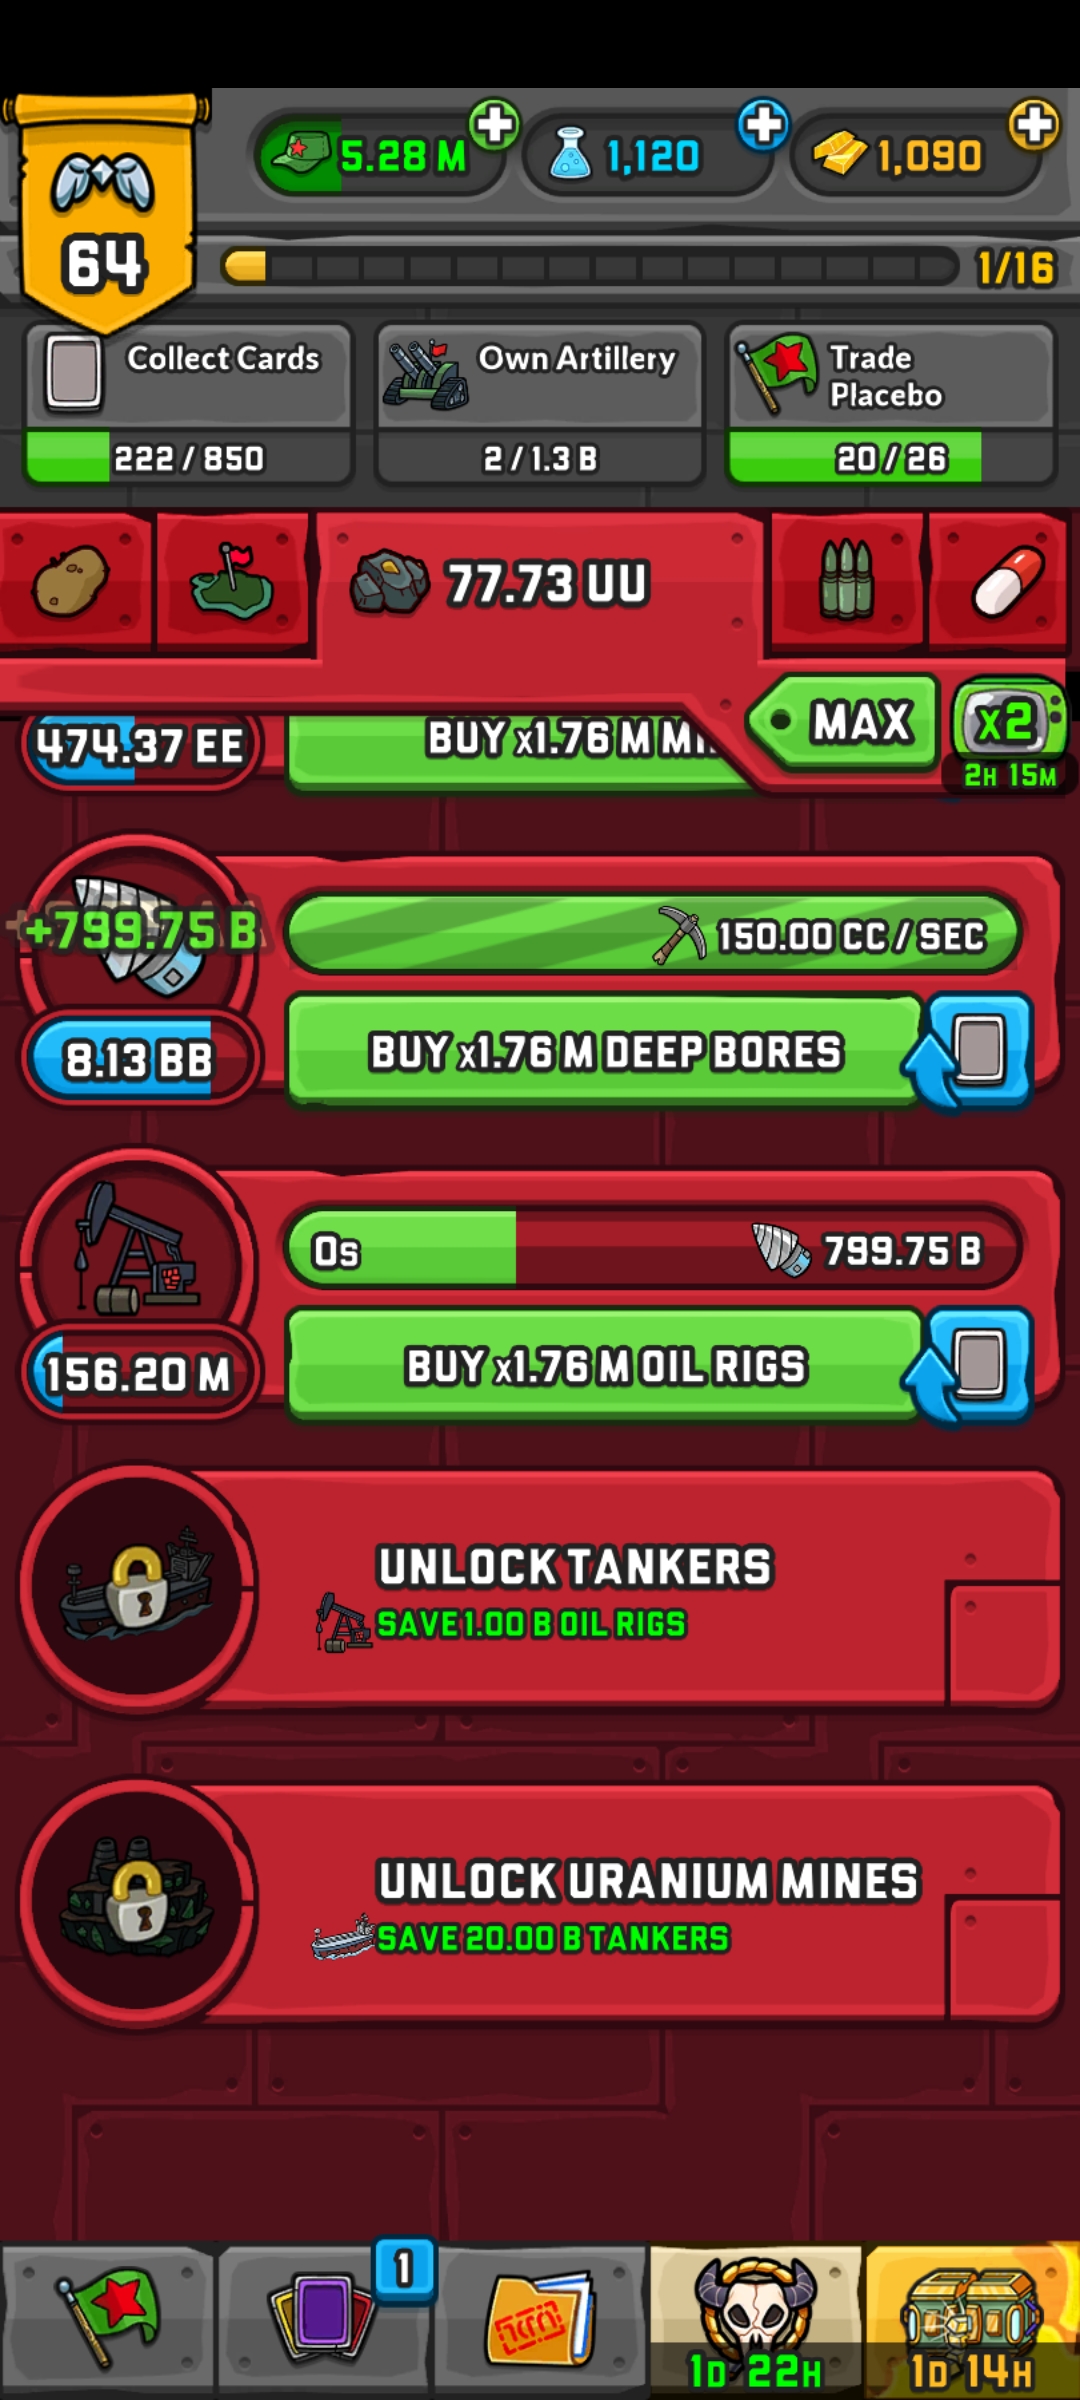 5.28 M
1,120
1,090
64
1/16
Collect Cards
222 / 850
Own Artillery
2 / 1.3 B
Trade
Placebo
20 / 26
77.73 UU
MAX
x2
2H 15M
474.37 EE
BUY x1.76 M
+799.75 B
150.00 CC / SEC
8.13 BB
BUY x1.76 M DEEP BORES
0s
799.75 B
156.20 M
BUY x1.76 M OIL RIGS
UNLOCK TANKERS
SAVE 1.00 B OIL RIGS
UNLOCK URANIUM MINES
SAVE 20.00 B TANKERS
1
1D 22H
1D 14H